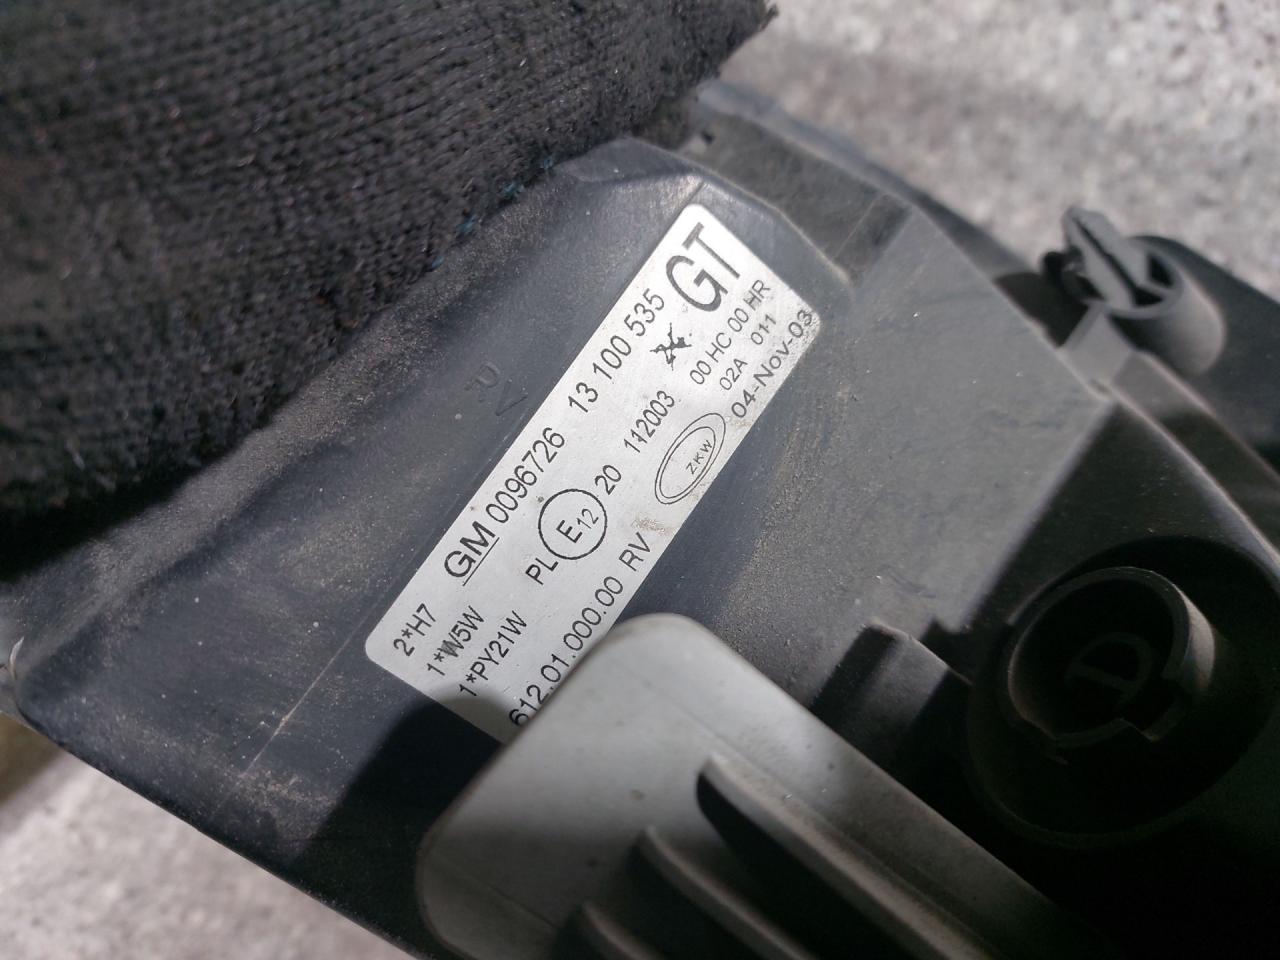 2*H7
1*W5W
1*PY21W
GM 0096726 13 100 535
GT
PL E12 20 112003
00 HC 00 HR
02A 011
612.01.000.00 RV
ZKW
04-Nov-03